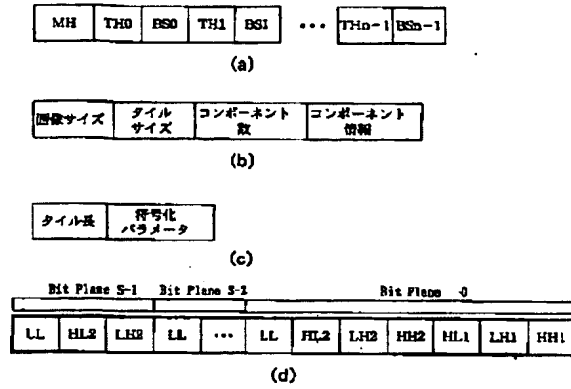 MH TH0 BS0 TH1 BS1 ••• THn-1 BSn-1
(a)
画像サイズ タイルサイズ コンポーネント数 コンポーネント情報
(b)
タイル長 符号化パラメータ
(c)
Bit Plane S-1 Bit Plane S-2 Bit Plane 0
LL HL2 LH2 LL ••• LL HL2 LH2 HH2 HL1 LH1 HH1
(d)